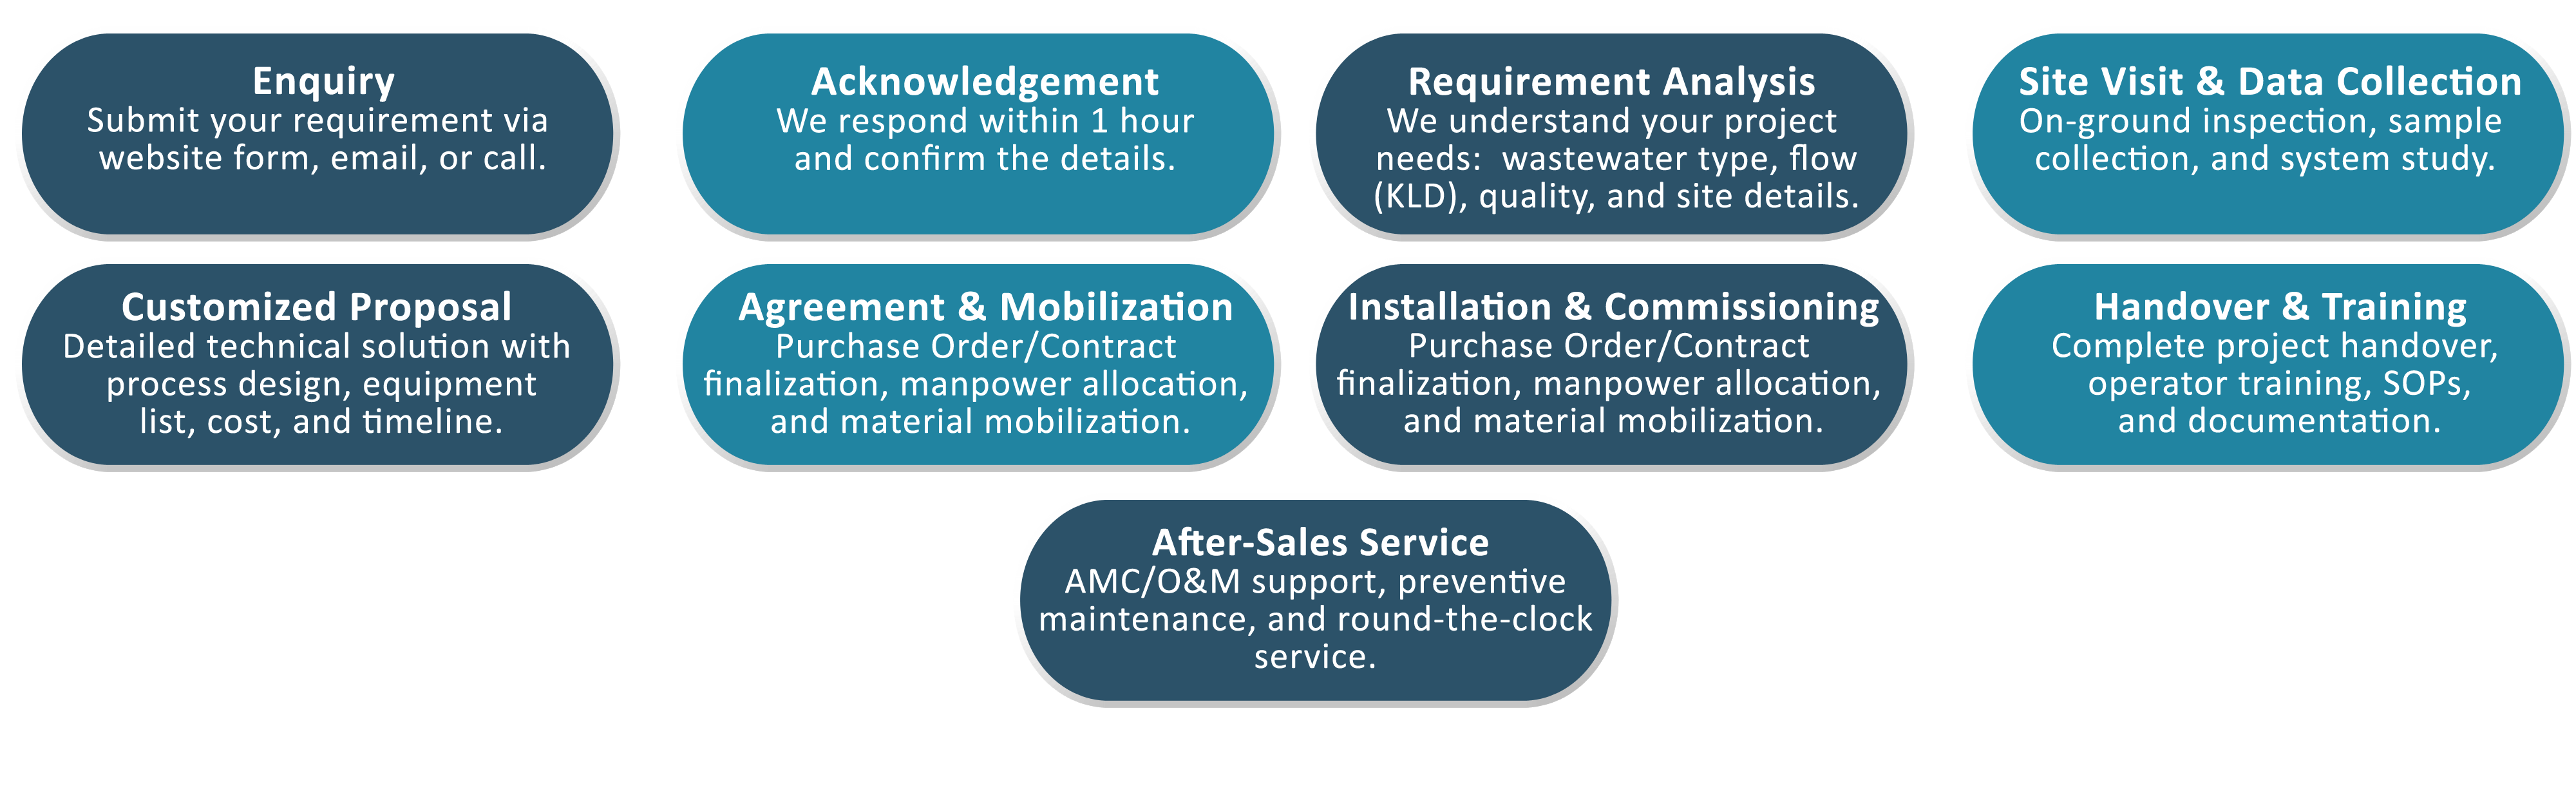 Enquiry
Submit your requirement via
website form, email, or call.
Acknowledgement
We respond within 1 hour
and confirm the details.
Requirement Analysis
We understand your project
needs:  wastewater type, flow
(KLD), quality, and site details.
Site Visit & Data Collection
On-ground inspection, sample
collection, and system study.
Customized Proposal
Detailed technical solution with
process design, equipment
list, cost, and timeline.
Agreement & Mobilization
Purchase Order/Contract
finalization, manpower allocation,
and material mobilization.
Installation & Commissioning
Purchase Order/Contract
finalization, manpower allocation,
and material mobilization.
Handover & Training
Complete project handover,
operator training, SOPs,
and documentation.
After-Sales Service
AMC/O&M support, preventive
maintenance, and round-the-clock
service.